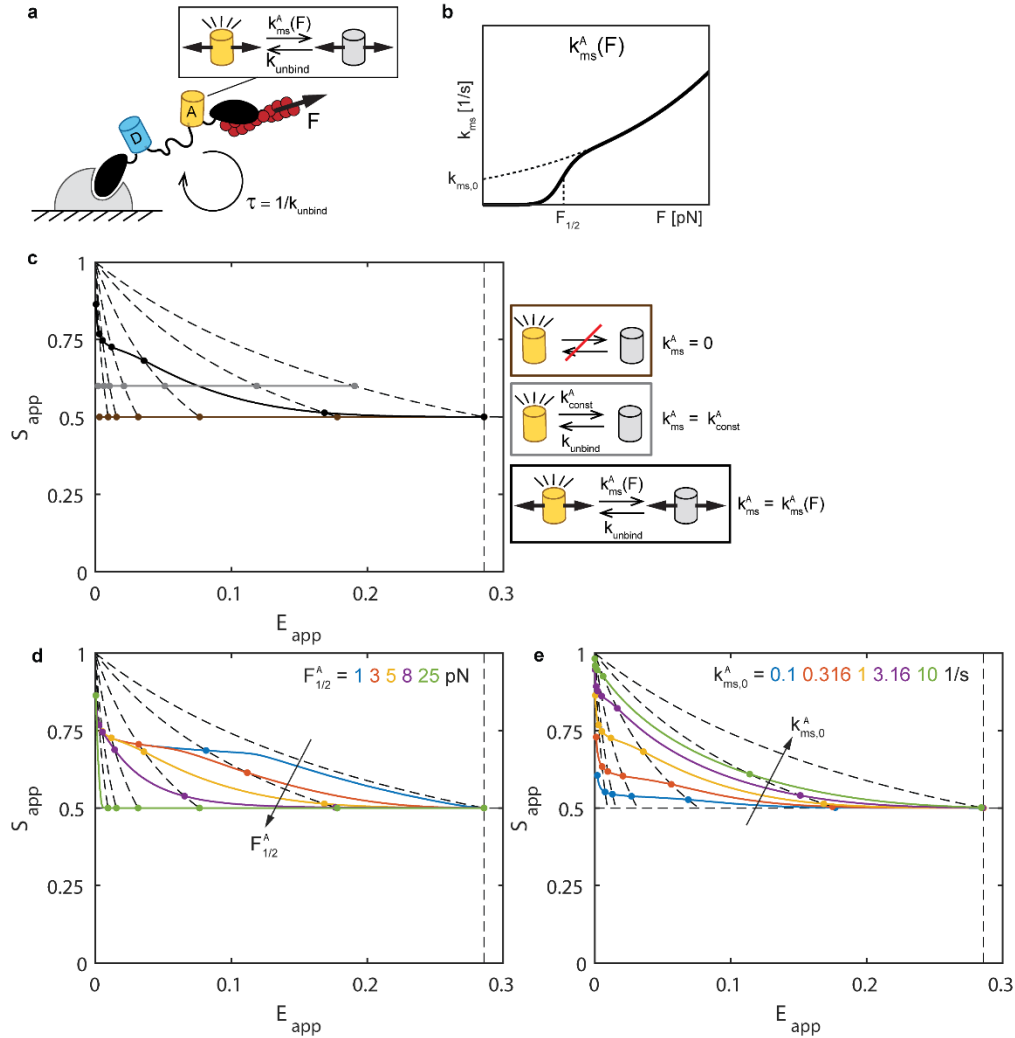 a
k^A_ms(F)
k_unbind
A
D
F
τ = 1/k_unbind
b
k^A_ms(F)
k_ms [1/s]
k_ms,0
F_1/2
F [pN]
c
1
0.75
0.5
0.25
0
S_app
0
0.1
0.2
0.3
E_app
k^A_ms = 0
k^A_const
k_unbind
k^A_ms = k^A_const
k^A_ms(F)
k_unbind
k^A_ms = k^A_ms(F)
d
F^A_1/2 = 1 3 5 8 25 pN
1
0.75
0.5
0.25
0
S_app
F^A_1/2
0
0.1
0.2
0.3
E_app
e
k^A_ms,0 = 0.1 0.316 1 3.16 10 1/s
1
0.75
0.5
0.25
0
S_app
k^A_ms,0
0
0.1
0.2
0.3
E_app